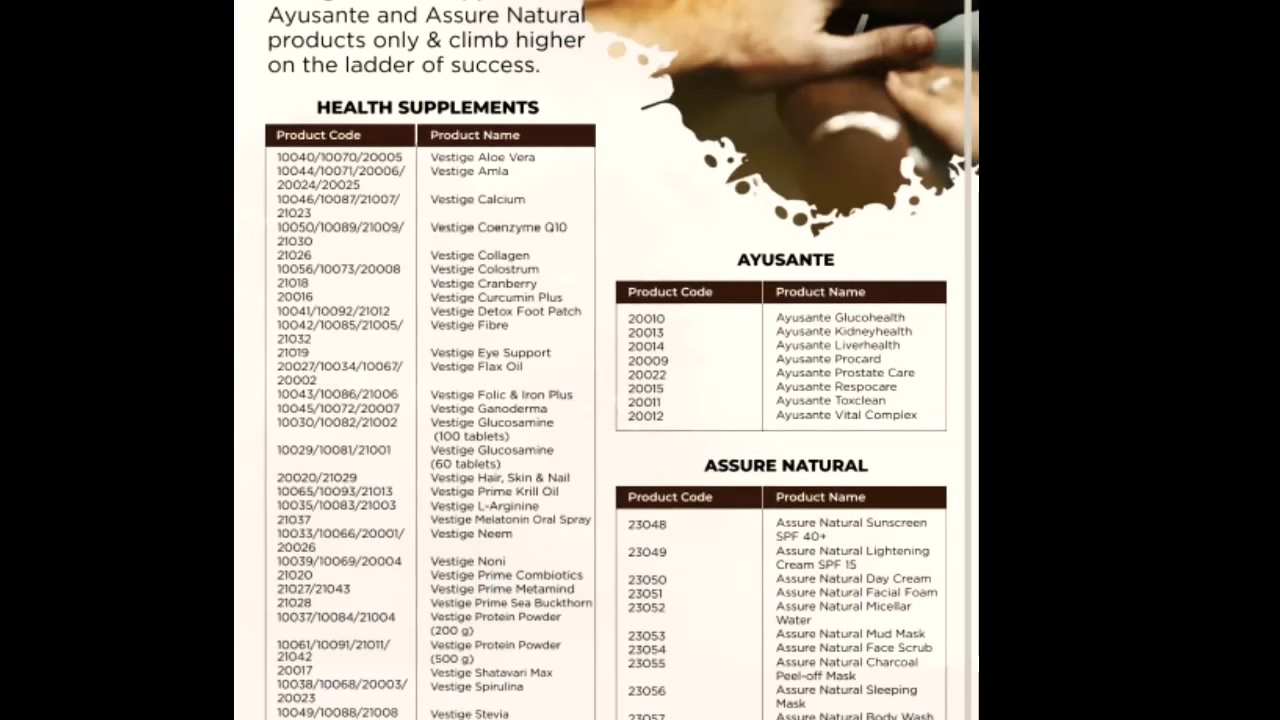 Ayusante and Assure Natural
products only & climb higher
on the ladder of success.
HEALTH SUPPLEMENTS
Product Code Product Name
10040/10070/20005 Vestige Aloe Vera
10044/10071/20006/ Vestige Amla
20024/20025
10046/10087/21007/ Vestige Calcium
21023
10050/10089/21009/ Vestige Coenzyme Q10
21030
21026 Vestige Collagen
10056/10073/20008 Vestige Colostrum
21018 Vestige Cranberry
20016 Vestige Curcumin Plus
10041/10092/21012 Vestige Detox Foot Patch
10042/10085/21005/ Vestige Fibre
21032
21019 Vestige Eye Support
20027/10034/10067/ Vestige Flax Oil
20002
10043/10086/21006 Vestige Folic & Iron Plus
10045/10072/20007 Vestige Ganoderma
10030/10082/21002 Vestige Glucosamine
(100 tablets)
10029/10081/21001 Vestige Glucosamine
(60 tablets)
20020/21029 Vestige Hair, Skin & Nail
10065/10093/21013 Vestige Prime Krill Oil
10035/10083/21003 Vestige L-Arginine
21037 Vestige Melatonin Oral Spray
10033/10066/20001/ Vestige Neem
20026
10039/10069/20004 Vestige Noni
21020 Vestige Prime Combiotics
21027/21043 Vestige Prime Metamind
21028 Vestige Prime Sea Buckthorn
10037/10084/21004 Vestige Protein Powder
(200 g)
10061/10091/21011/ Vestige Protein Powder
21042 (500 g)
20017 Vestige Shatavari Max
10038/10068/20003/ Vestige Spirulina
20023
10049/10088/21008 Vestige Stevia
AYUSANTE
Product Code Product Name
20010 Ayusante Glucohealth
20013 Ayusante Kidneyhealth
20014 Ayusante Liverhealth
20009 Ayusante Procard
20022 Ayusante Prostate Care
20015 Ayusante Respocare
20011 Ayusante Toxclean
20012 Ayusante Vital Complex
ASSURE NATURAL
Product Code Product Name
23048 Assure Natural Sunscreen
SPF 40+
23049 Assure Natural Lightening
Cream SPF 15
23050 Assure Natural Day Cream
23051 Assure Natural Facial Foam
23052 Assure Natural Micellar
Water
23053 Assure Natural Mud Mask
23054 Assure Natural Face Scrub
23055 Assure Natural Charcoal
Peel-off Mask
23056 Assure Natural Sleeping
Mask
23057 Assure Natural Body Wash